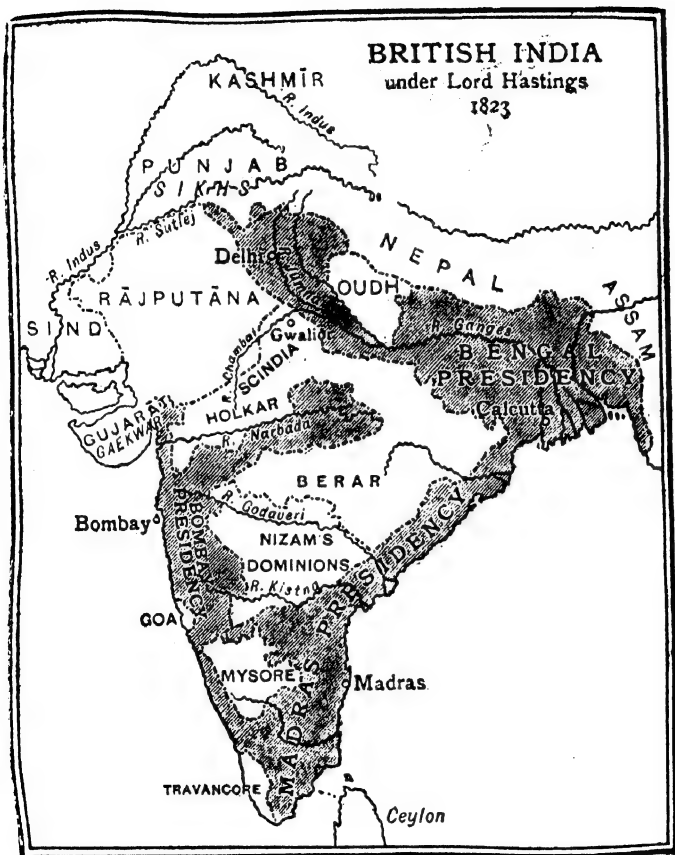 BRITISH INDIA
under Lord Hastings
1823
KASHMĪR
R. Indus
PUNJAB
SIKHS
R. Sutlej
R. Indus
Delhi
R. Jumna
NEPAL
OUDH
ASSAM
RĀJPUTĀNA
SIND
Gwalior
R. Chambal
SCINDIA
R. Ganges
BENGAL
PRESIDENCY
Calcutta
GUJARAT
GAEKWAR
HOLKAR
R. Narbada
BERAR
R. Godaveri
Bombay
BOMBAY
PRESIDENCY
NIZAM'S
DOMINIONS
R. Kistna
GOA
MADRAS PRESIDENCY
MYSORE
Madras
TRAVANCORE
Ceylon